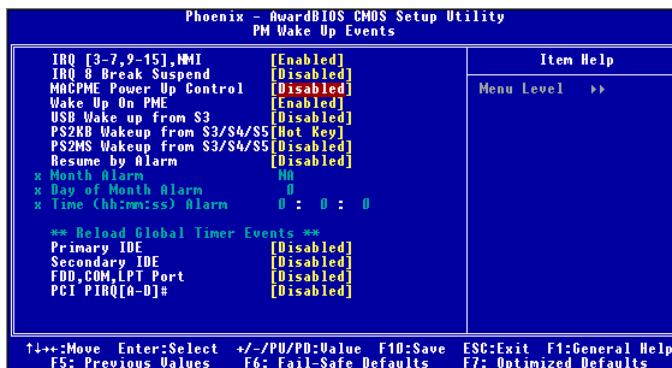 Phoenix - AwardBIOS CMOS Setup Utility
PM Wake Up Events
IRQ [3-7,9-15],NMI [Enabled]
IRQ 8 Break Suspend [Disabled]
MACPME Power Up Control [Disabled]
Wake Up On PME [Enabled]
USB Wake up from S3 [Disabled]
PS2KB Wakeup from S3/S4/S5[Hot Key]
PS2MS Wakeup from S3/S4/S5[Disabled]
Resume by Alarm [Disabled]
x Month Alarm NA
x Day of Month Alarm 0
x Time (hh:mm:ss) Alarm 0 : 0 : 0
** Reload Global Timer Events **
Primary IDE [Disabled]
Secondary IDE [Disabled]
FDD,COM,LPT Port [Disabled]
PCI PIRQ[A-D]# [Disabled]
Item Help
Menu Level ▸▸
↑↓→←:Move Enter:Select +/-/PU/PD:Value F10:Save ESC:Exit F1:General Help
F5: Previous Values F6: Fail-Safe Defaults F7: Optimized Defaults